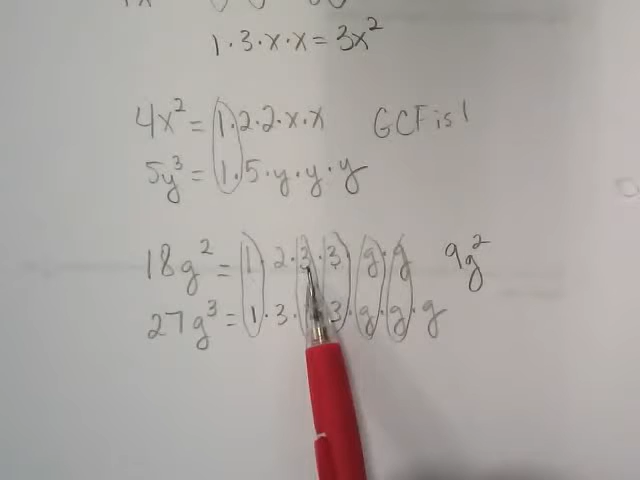 1·3·x·x = 3x²
4x² = 1·2·2·x·x GCF is 1
5y³ = 1·5·y·y·y
18g² = 1·2·3·3·g·g 9g²
27g³ = 1·3· ·3·g·g·g